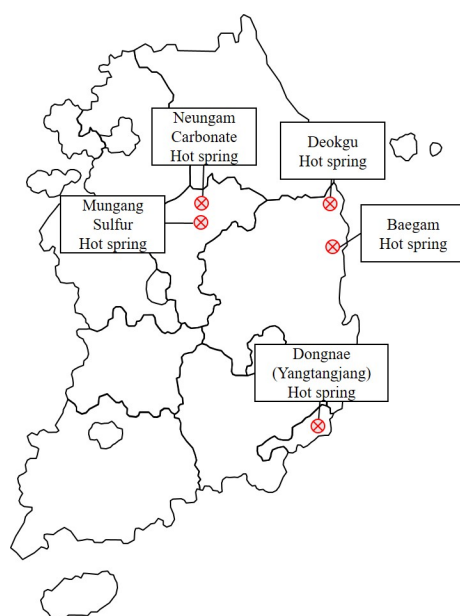 Neungam
Carbonate
Hot spring
Deokgu
Hot spring
Mungang
Sulfur
Hot spring
Baegam
Hot spring
Dongnae
(Yangtangjang)
Hot spring